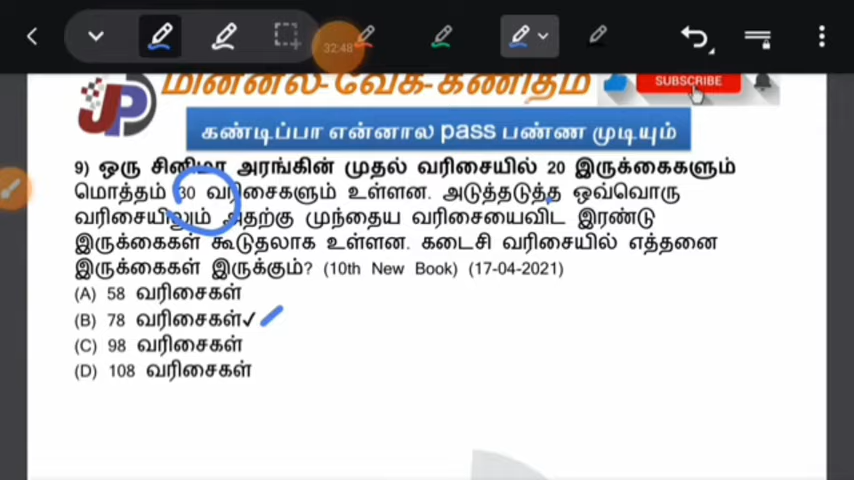 32:48
மின்னல்-வேக-கணிதம்
SUBSCRIBE
JP
கண்டிப்பா என்னால pass பண்ண முடியும்
9) ஒரு சினிமா அரங்கின் முதல் வரிசையில் 20 இருக்கைகளும்
மொத்தம் 30 வரிசைகளும் உள்ளன. அடுத்தடுத்த ஒவ்வொரு
வரிசையிலும் அதற்கு முந்தைய வரிசையைவிட இரண்டு
இருக்கைகள் கூடுதலாக உள்ளன. கடைசி வரிசையில் எத்தனை
இருக்கைகள் இருக்கும்? (10th New Book) (17-04-2021)
(A) 58 வரிசைகள்
(B) 78 வரிசைகள்✓
(C) 98 வரிசைகள்
(D) 108 வரிசைகள்